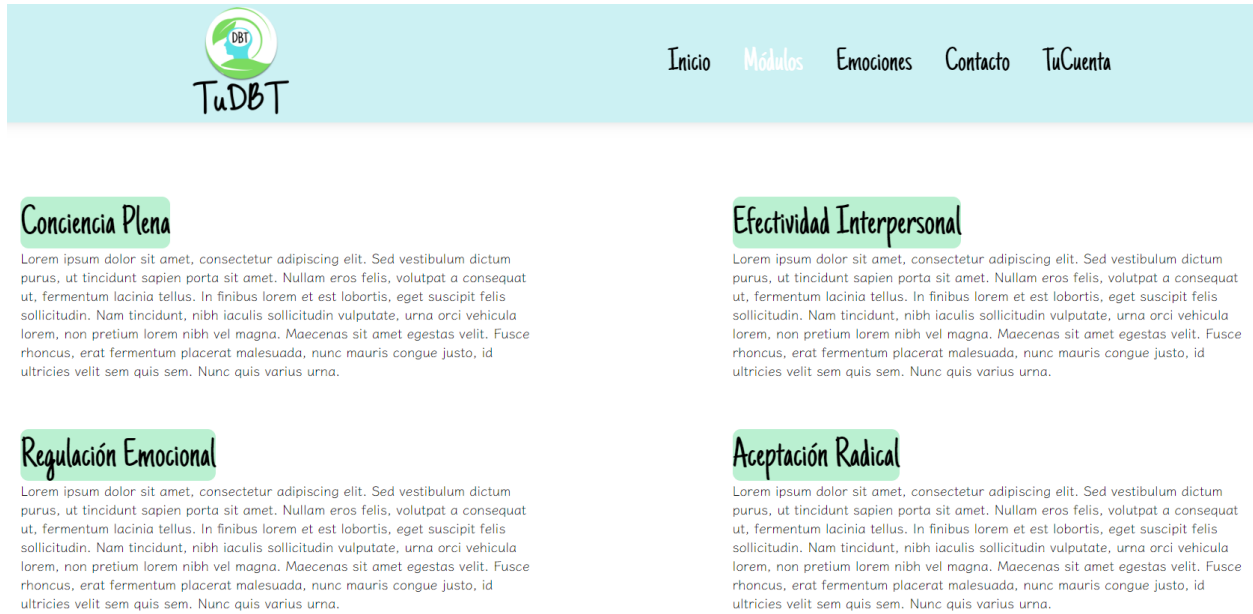 DBT
TuDBT
Inicio Módulos Emociones Contacto TuCuenta
Conciencia Plena
Lorem ipsum dolor sit amet, consectetur adipiscing elit. Sed vestibulum dictum
purus, ut tincidunt sapien porta sit amet. Nullam eros felis, volutpat a consequat
ut, fermentum lacinia tellus. In finibus lorem et est lobortis, eget suscipit felis
sollicitudin. Nam tincidunt, nibh iaculis sollicitudin vulputate, urna orci vehicula
lorem, non pretium lorem nibh vel magna. Maecenas sit amet egestas velit. Fusce
rhoncus, erat fermentum placerat malesuada, nunc mauris congue justo, id
ultricies velit sem quis sem. Nunc quis varius urna.
Efectividad Interpersonal
Lorem ipsum dolor sit amet, consectetur adipiscing elit. Sed vestibulum dictum
purus, ut tincidunt sapien porta sit amet. Nullam eros felis, volutpat a consequat
ut, fermentum lacinia tellus. In finibus lorem et est lobortis, eget suscipit felis
sollicitudin. Nam tincidunt, nibh iaculis sollicitudin vulputate, urna orci vehicula
lorem, non pretium lorem nibh vel magna. Maecenas sit amet egestas velit. Fusce
rhoncus, erat fermentum placerat malesuada, nunc mauris congue justo, id
ultricies velit sem quis sem. Nunc quis varius urna.
Regulación Emocional
Lorem ipsum dolor sit amet, consectetur adipiscing elit. Sed vestibulum dictum
purus, ut tincidunt sapien porta sit amet. Nullam eros felis, volutpat a consequat
ut, fermentum lacinia tellus. In finibus lorem et est lobortis, eget suscipit felis
sollicitudin. Nam tincidunt, nibh iaculis sollicitudin vulputate, urna orci vehicula
lorem, non pretium lorem nibh vel magna. Maecenas sit amet egestas velit. Fusce
rhoncus, erat fermentum placerat malesuada, nunc mauris congue justo, id
ultricies velit sem quis sem. Nunc quis varius urna.
Aceptación Radical
Lorem ipsum dolor sit amet, consectetur adipiscing elit. Sed vestibulum dictum
purus, ut tincidunt sapien porta sit amet. Nullam eros felis, volutpat a consequat
ut, fermentum lacinia tellus. In finibus lorem et est lobortis, eget suscipit felis
sollicitudin. Nam tincidunt, nibh iaculis sollicitudin vulputate, urna orci vehicula
lorem, non pretium lorem nibh vel magna. Maecenas sit amet egestas velit. Fusce
rhoncus, erat fermentum placerat malesuada, nunc mauris congue justo, id
ultricies velit sem quis sem. Nunc quis varius urna.